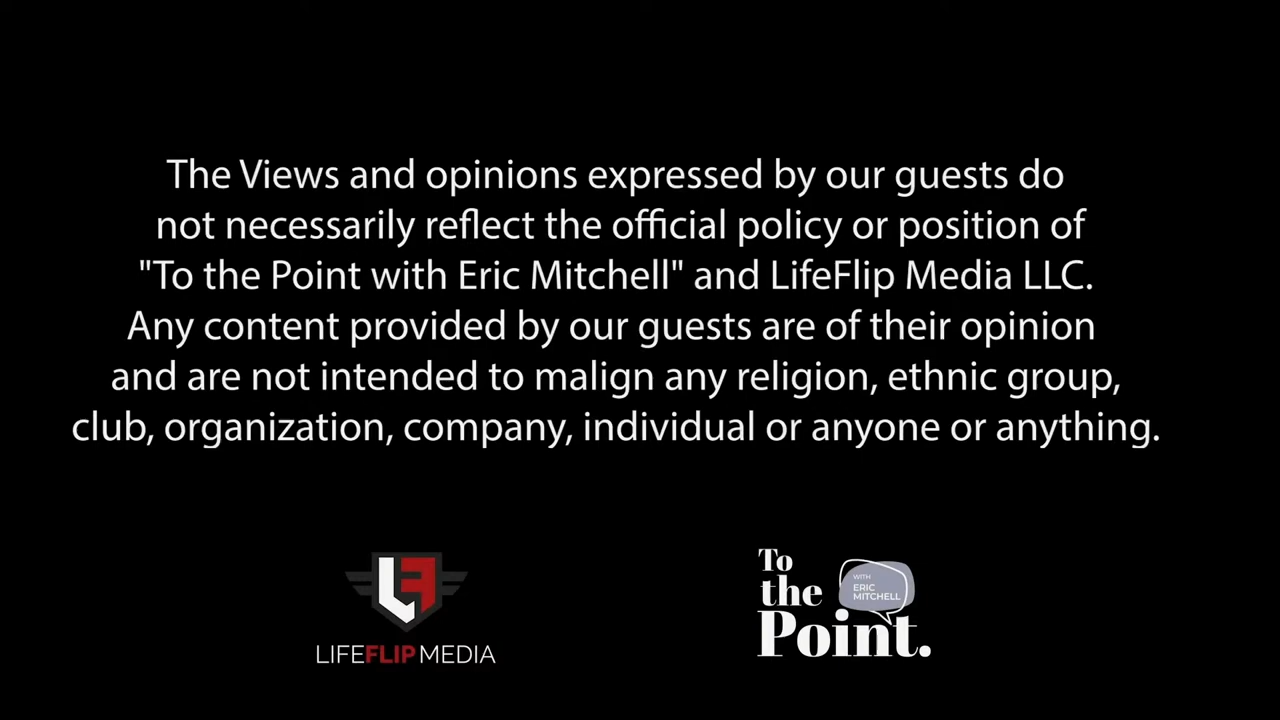 The Views and opinions expressed by our guests do
not necessarily reflect the official policy or position of
"To the Point with Eric Mitchell" and LifeFlip Media LLC.
Any content provided by our guests are of their opinion
and are not intended to malign any religion, ethnic group,
club, organization, company, individual or anyone or anything.
LF
LIFEFLIP MEDIA
To
the
Point.
WITH
ERIC
MITCHELL